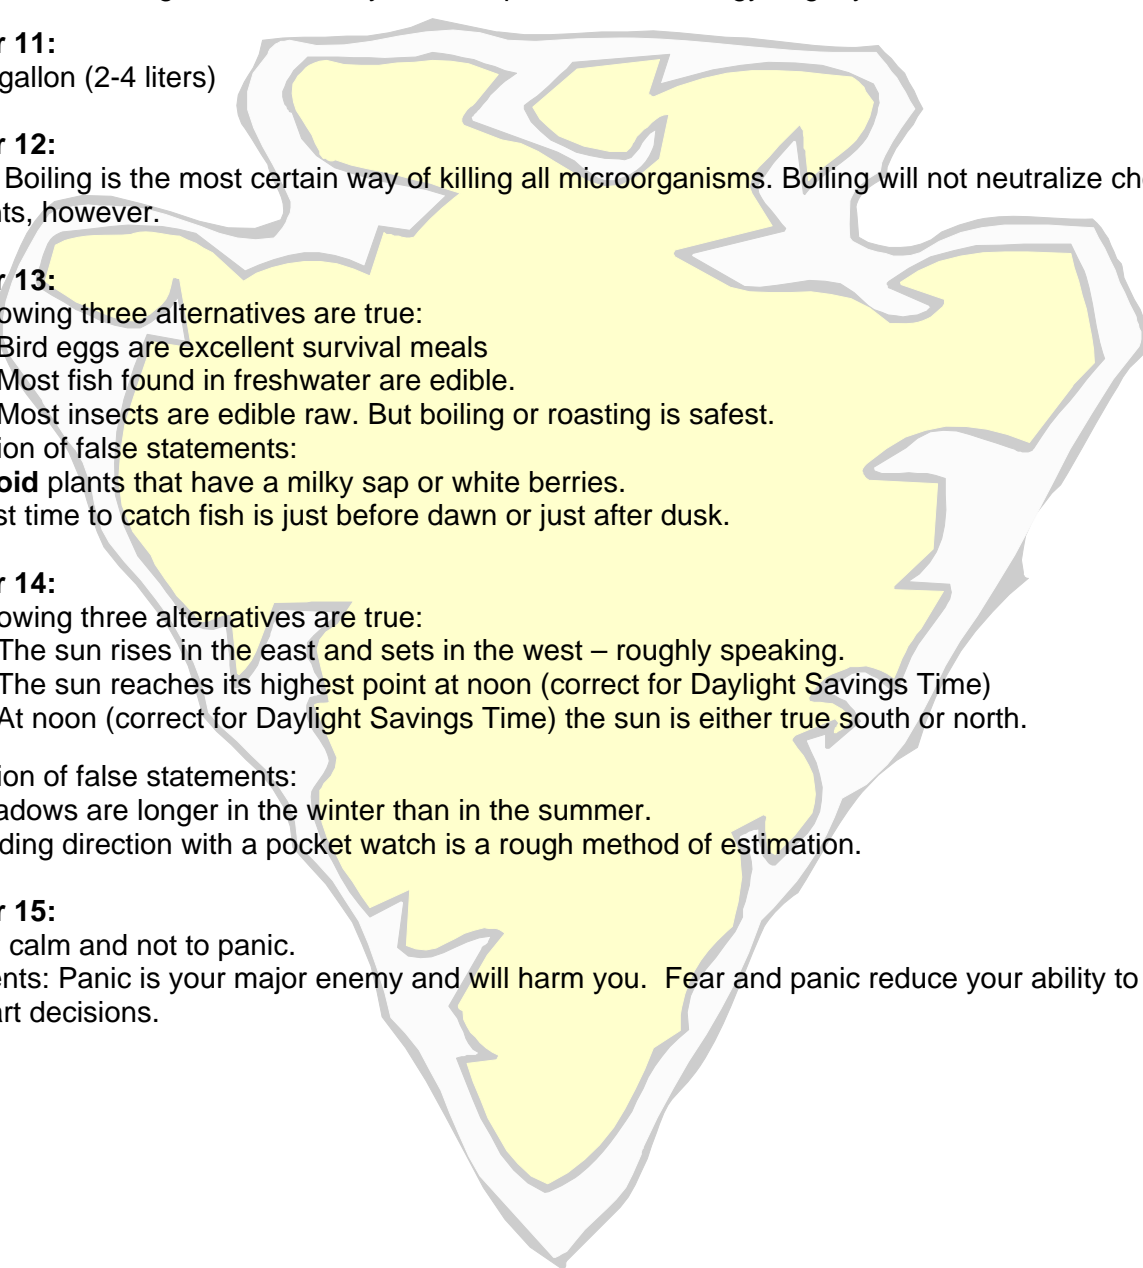 r 11:
gallon (2-4 liters)
r 12:
Boiling is the most certain way of killing all microorganisms. Boiling will not neutralize ch
ts, however.
r 13:
owing three alternatives are true:
Bird eggs are excellent survival meals
Most fish found in freshwater are edible.
Most insects are edible raw. But boiling or roasting is safest.
ion of false statements:
oid plants that have a milky sap or white berries.
st time to catch fish is just before dawn or just after dusk.
r 14:
owing three alternatives are true:
The sun rises in the east and sets in the west – roughly speaking.
The sun reaches its highest point at noon (correct for Daylight Savings Time)
At noon (correct for Daylight Savings Time) the sun is either true south or north.
ion of false statements:
adows are longer in the winter than in the summer.
ding direction with a pocket watch is a rough method of estimation.
r 15:
calm and not to panic.
ents: Panic is your major enemy and will harm you.  Fear and panic reduce your ability to
art decisions.